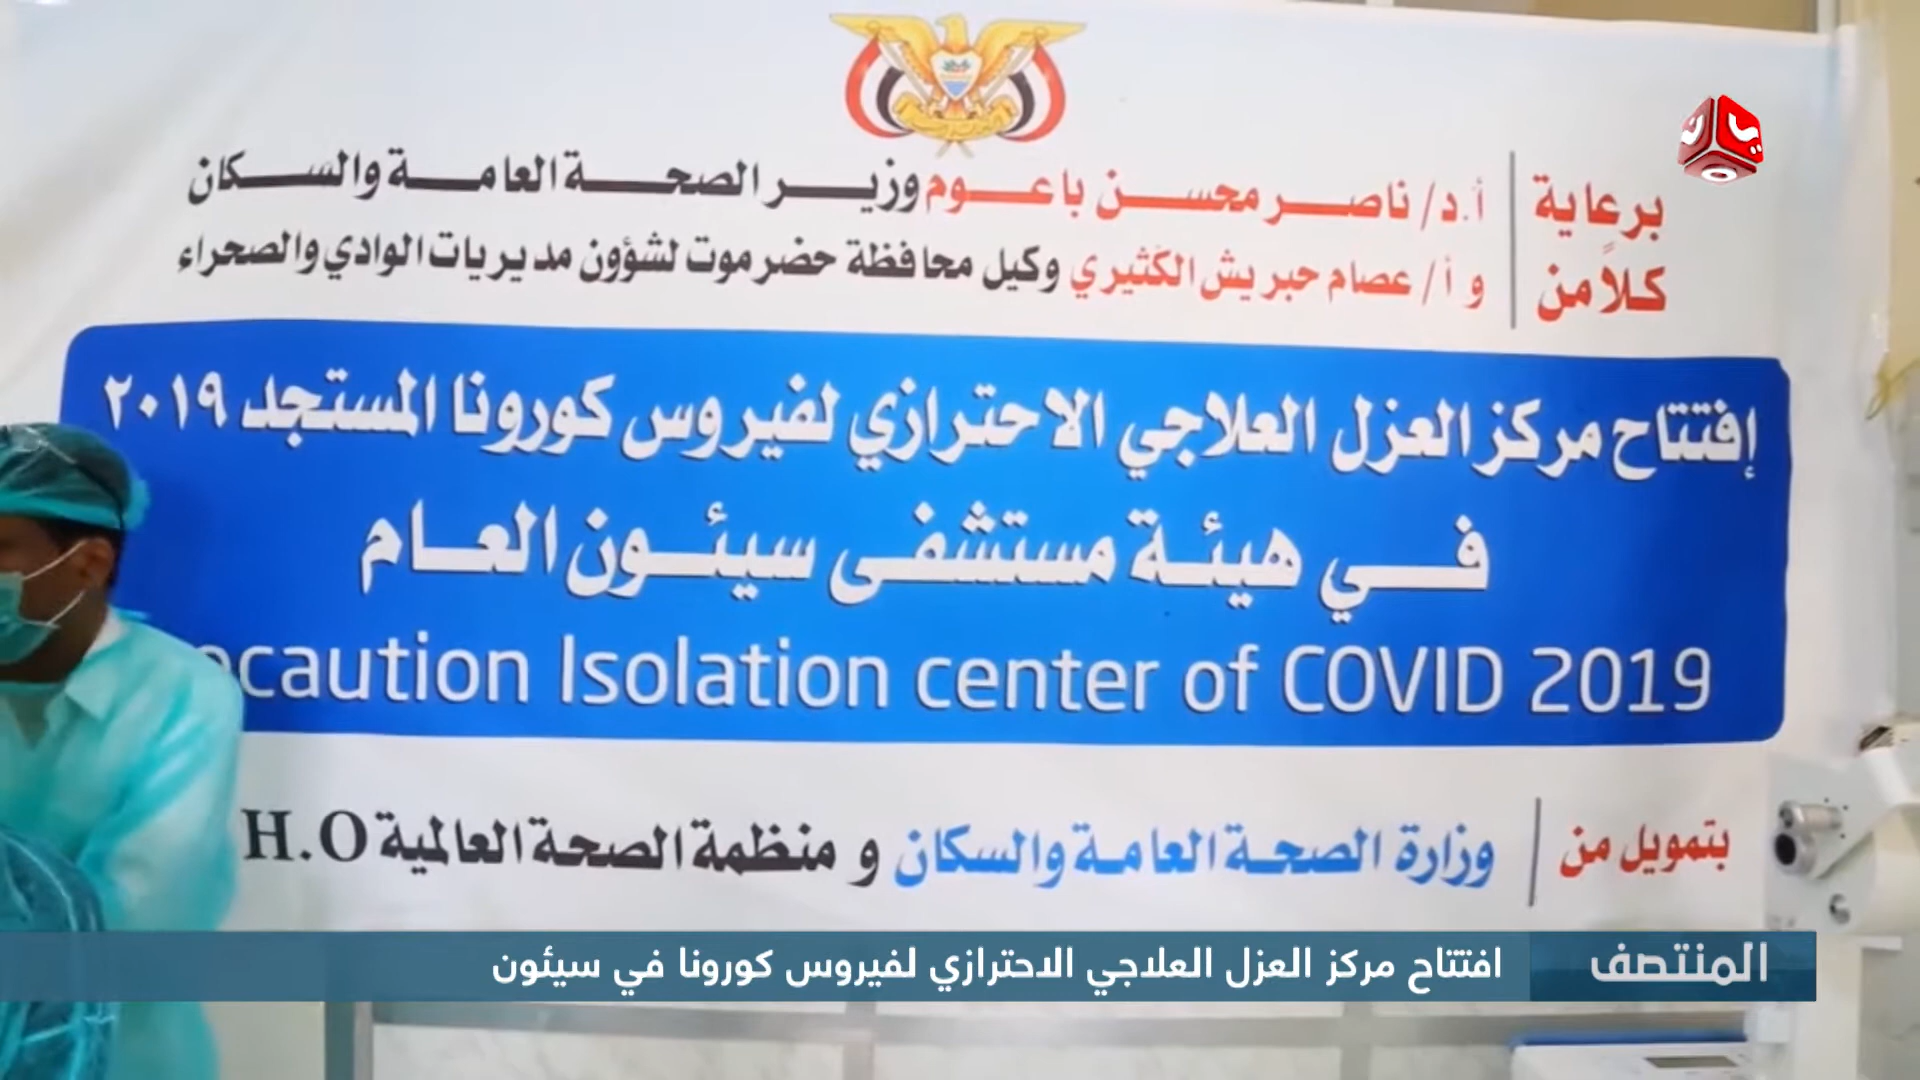 برعاية
كلاً من
أ.د/ ناصر محسن باعوم وزير الصحة العامة والسكان
و أ/ عصام حبريش الكثيري وكيل محافظة حضرموت لشؤون مديريات الوادي والصحراء
إفتتاح مركز العزل العلاجي الاحترازي لفيروس كورونا المستجد ٢٠١٩
في هيئة مستشفى سيئون العام
ecaution Isolation center of COVID 2019
بتمويل من
وزارة الصحة العامة والسكان و منظمة الصحة العالمية H.O
المنتصف
افتتاح مركز العزل العلاجي الاحترازي لفيروس كورونا في سيئون